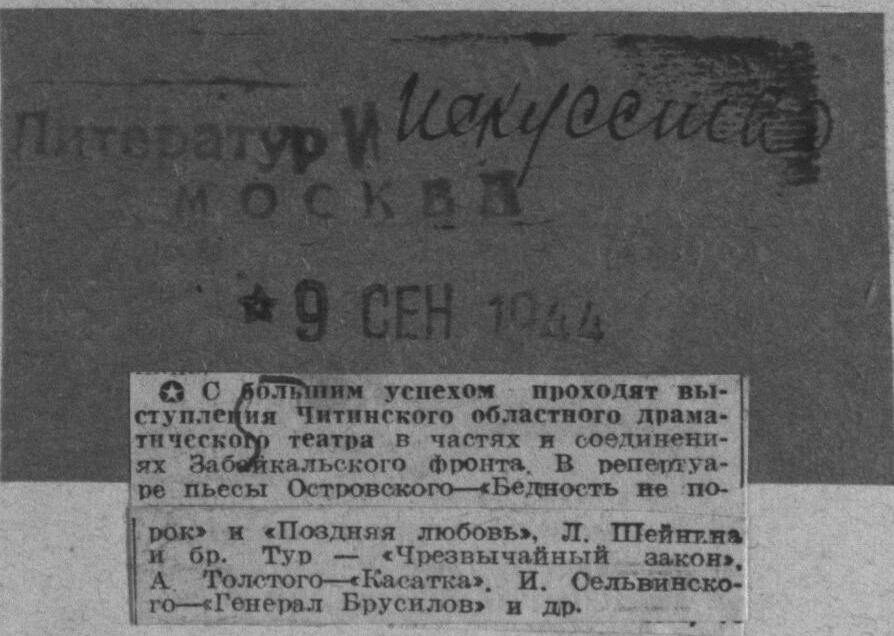 Литератур И Искусство
МОСКВА
★ 9 СЕН 1944
✪ С большим успехом проходят вы-
ступления Читинского областного драма-
тического театра в частях и соединени-
ях Забайкальского фронта. В репертуа-
ре пьесы Островского—«Бедность не по-
рок» и «Поздняя любовь», Л. Шейнина
и бр. Тур — «Чрезвычайный закон»,
А. Толстого—«Касатка», И. Сельвинско-
го—«Генерал Брусилов» и др.